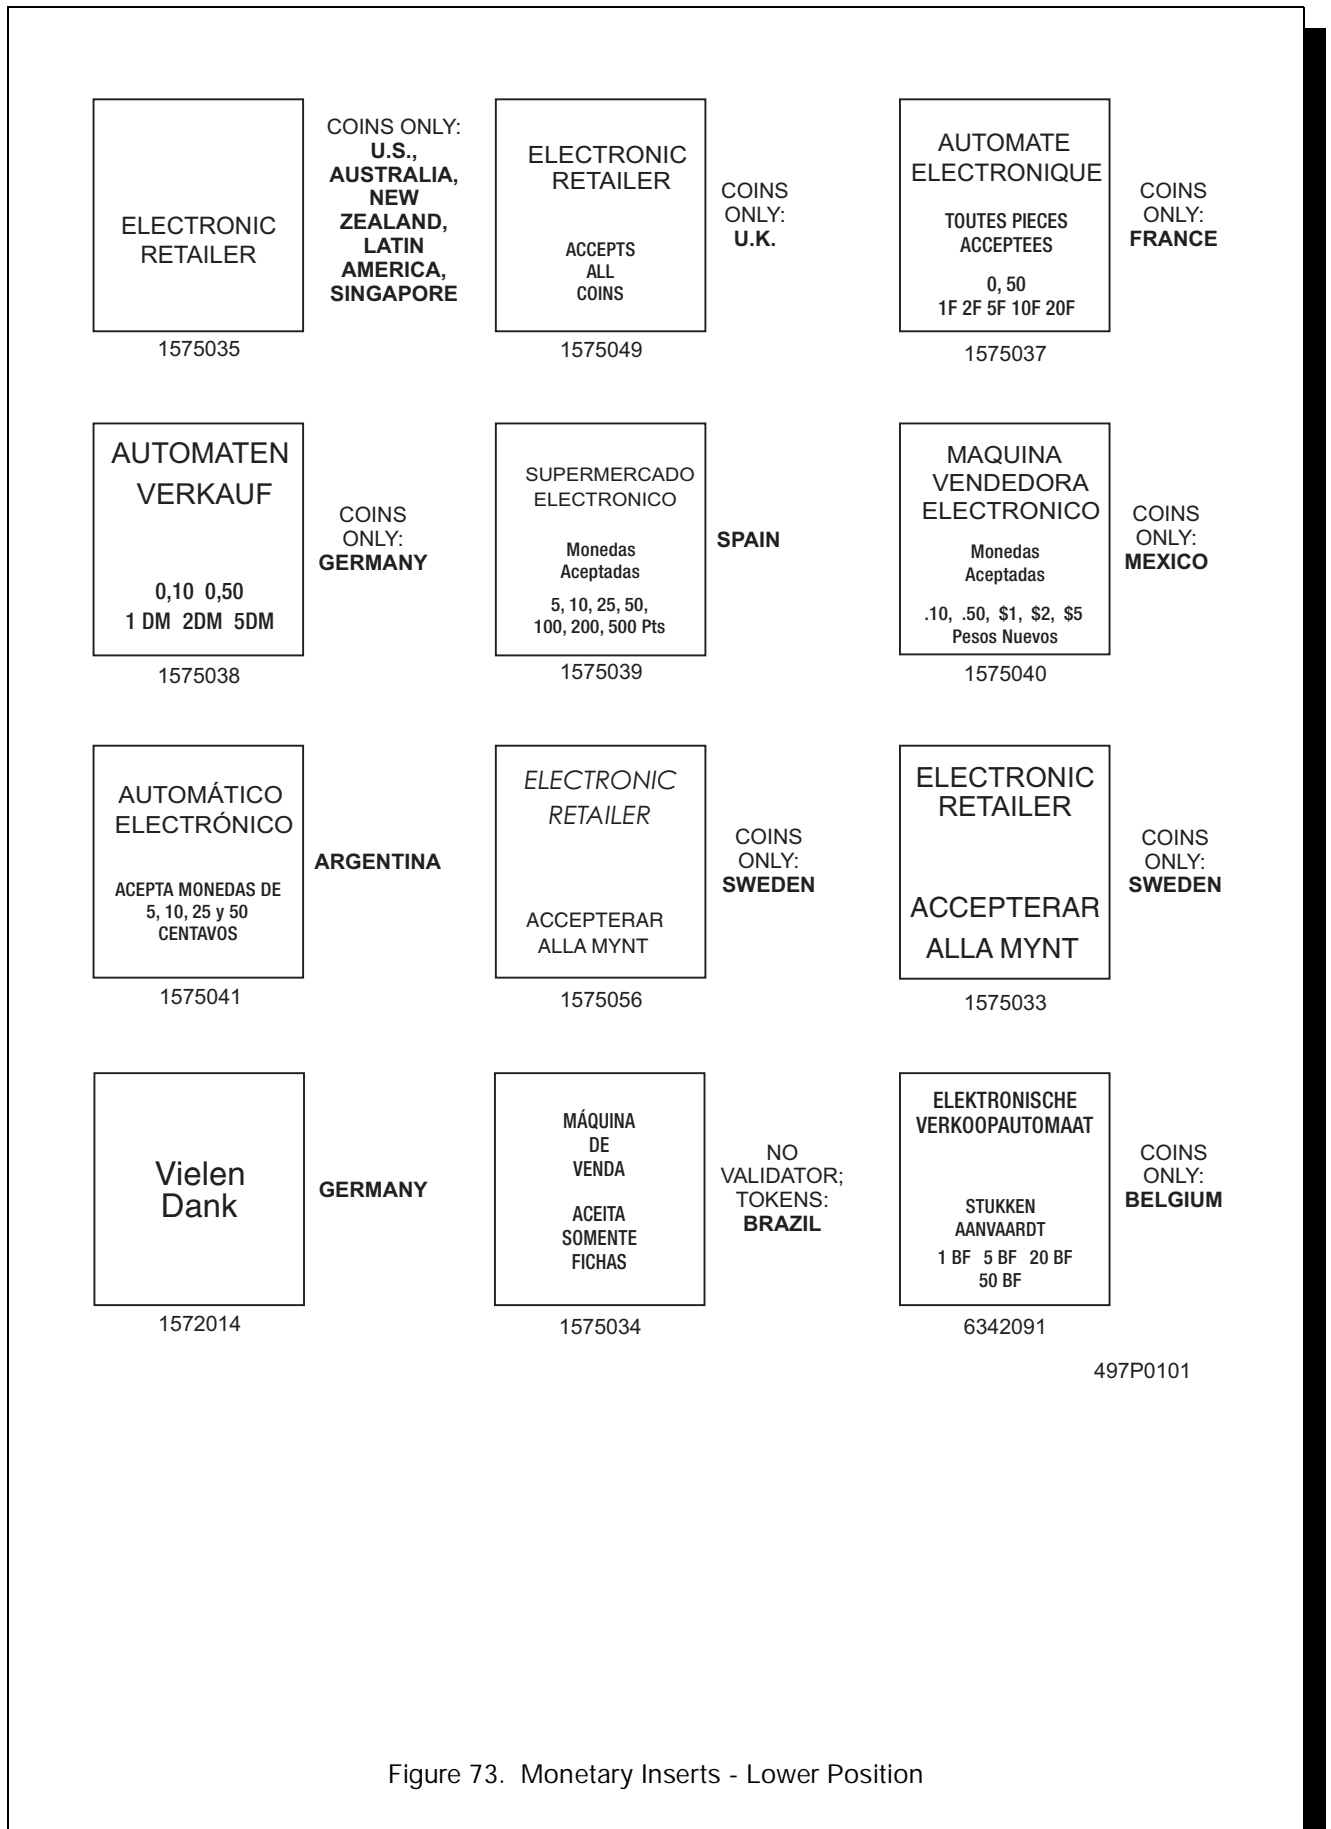 ELECTRONIC
RETAILER
1575035
COINS ONLY:
U.S.,
AUSTRALIA,
NEW
ZEALAND,
LATIN
AMERICA,
SINGAPORE
ELECTRONIC
RETAILER
ACCEPTS
ALL
COINS
1575049
COINS
ONLY:
U.K.
AUTOMATE
ELECTRONIQUE
TOUTES PIECES
ACCEPTEES
0, 50
1F 2F 5F 10F 20F
1575037
COINS
ONLY:
FRANCE
AUTOMATEN
VERKAUF
0,10 0,50
1 DM 2DM 5DM
1575038
COINS
ONLY:
GERMANY
SUPERMERCADO
ELECTRONICO
Monedas
Aceptadas
5, 10, 25, 50,
100, 200, 500 Pts
1575039
SPAIN
MAQUINA
VENDEDORA
ELECTRONICO
Monedas
Aceptadas
.10, .50, $1, $2, $5
Pesos Nuevos
1575040
COINS
ONLY:
MEXICO
AUTOMÁTICO
ELECTRÓNICO
ACEPTA MONEDAS DE
5, 10, 25 y 50
CENTAVOS
1575041
ARGENTINA
ELECTRONIC
RETAILER
ACCEPTERAR
ALLA MYNT
1575056
COINS
ONLY:
SWEDEN
ELECTRONIC
RETAILER
ACCEPTERAR
ALLA MYNT
1575033
COINS
ONLY:
SWEDEN
Vielen
Dank
1572014
GERMANY
MÁQUINA
DE
VENDA
ACEITA
SOMENTE
FICHAS
1575034
NO
VALIDATOR;
TOKENS:
BRAZIL
ELEKTRONISCHE
VERKOOPAUTOMAAT
STUKKEN
AANVAARDT
1 BF 5 BF 20 BF
50 BF
6342091
COINS
ONLY:
BELGIUM
497P0101
Figure 73. Monetary Inserts - Lower Position